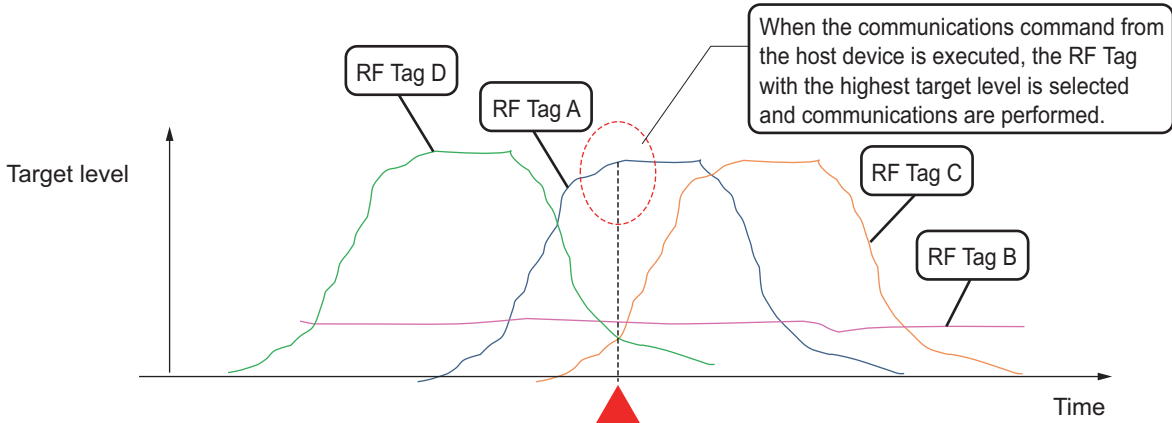 When the communications command from
the host device is executed, the RF Tag
with the highest target level is selected
and communications are performed.
RF Tag D
RF Tag A
Target level
RF Tag C
RF Tag B
Time